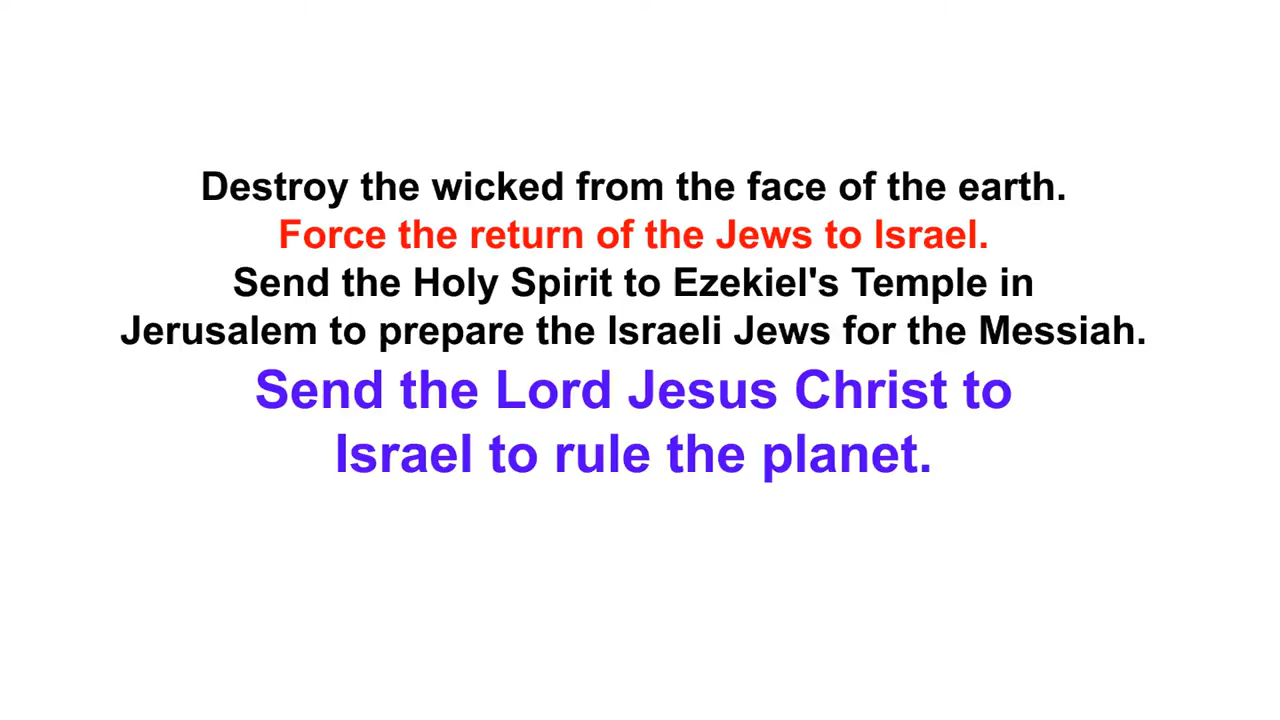 Destroy the wicked from the face of the earth.
Force the return of the Jews to Israel.
Send the Holy Spirit to Ezekiel's Temple in
Jerusalem to prepare the Israeli Jews for the Messiah.
Send the Lord Jesus Christ to
Israel to rule the planet.